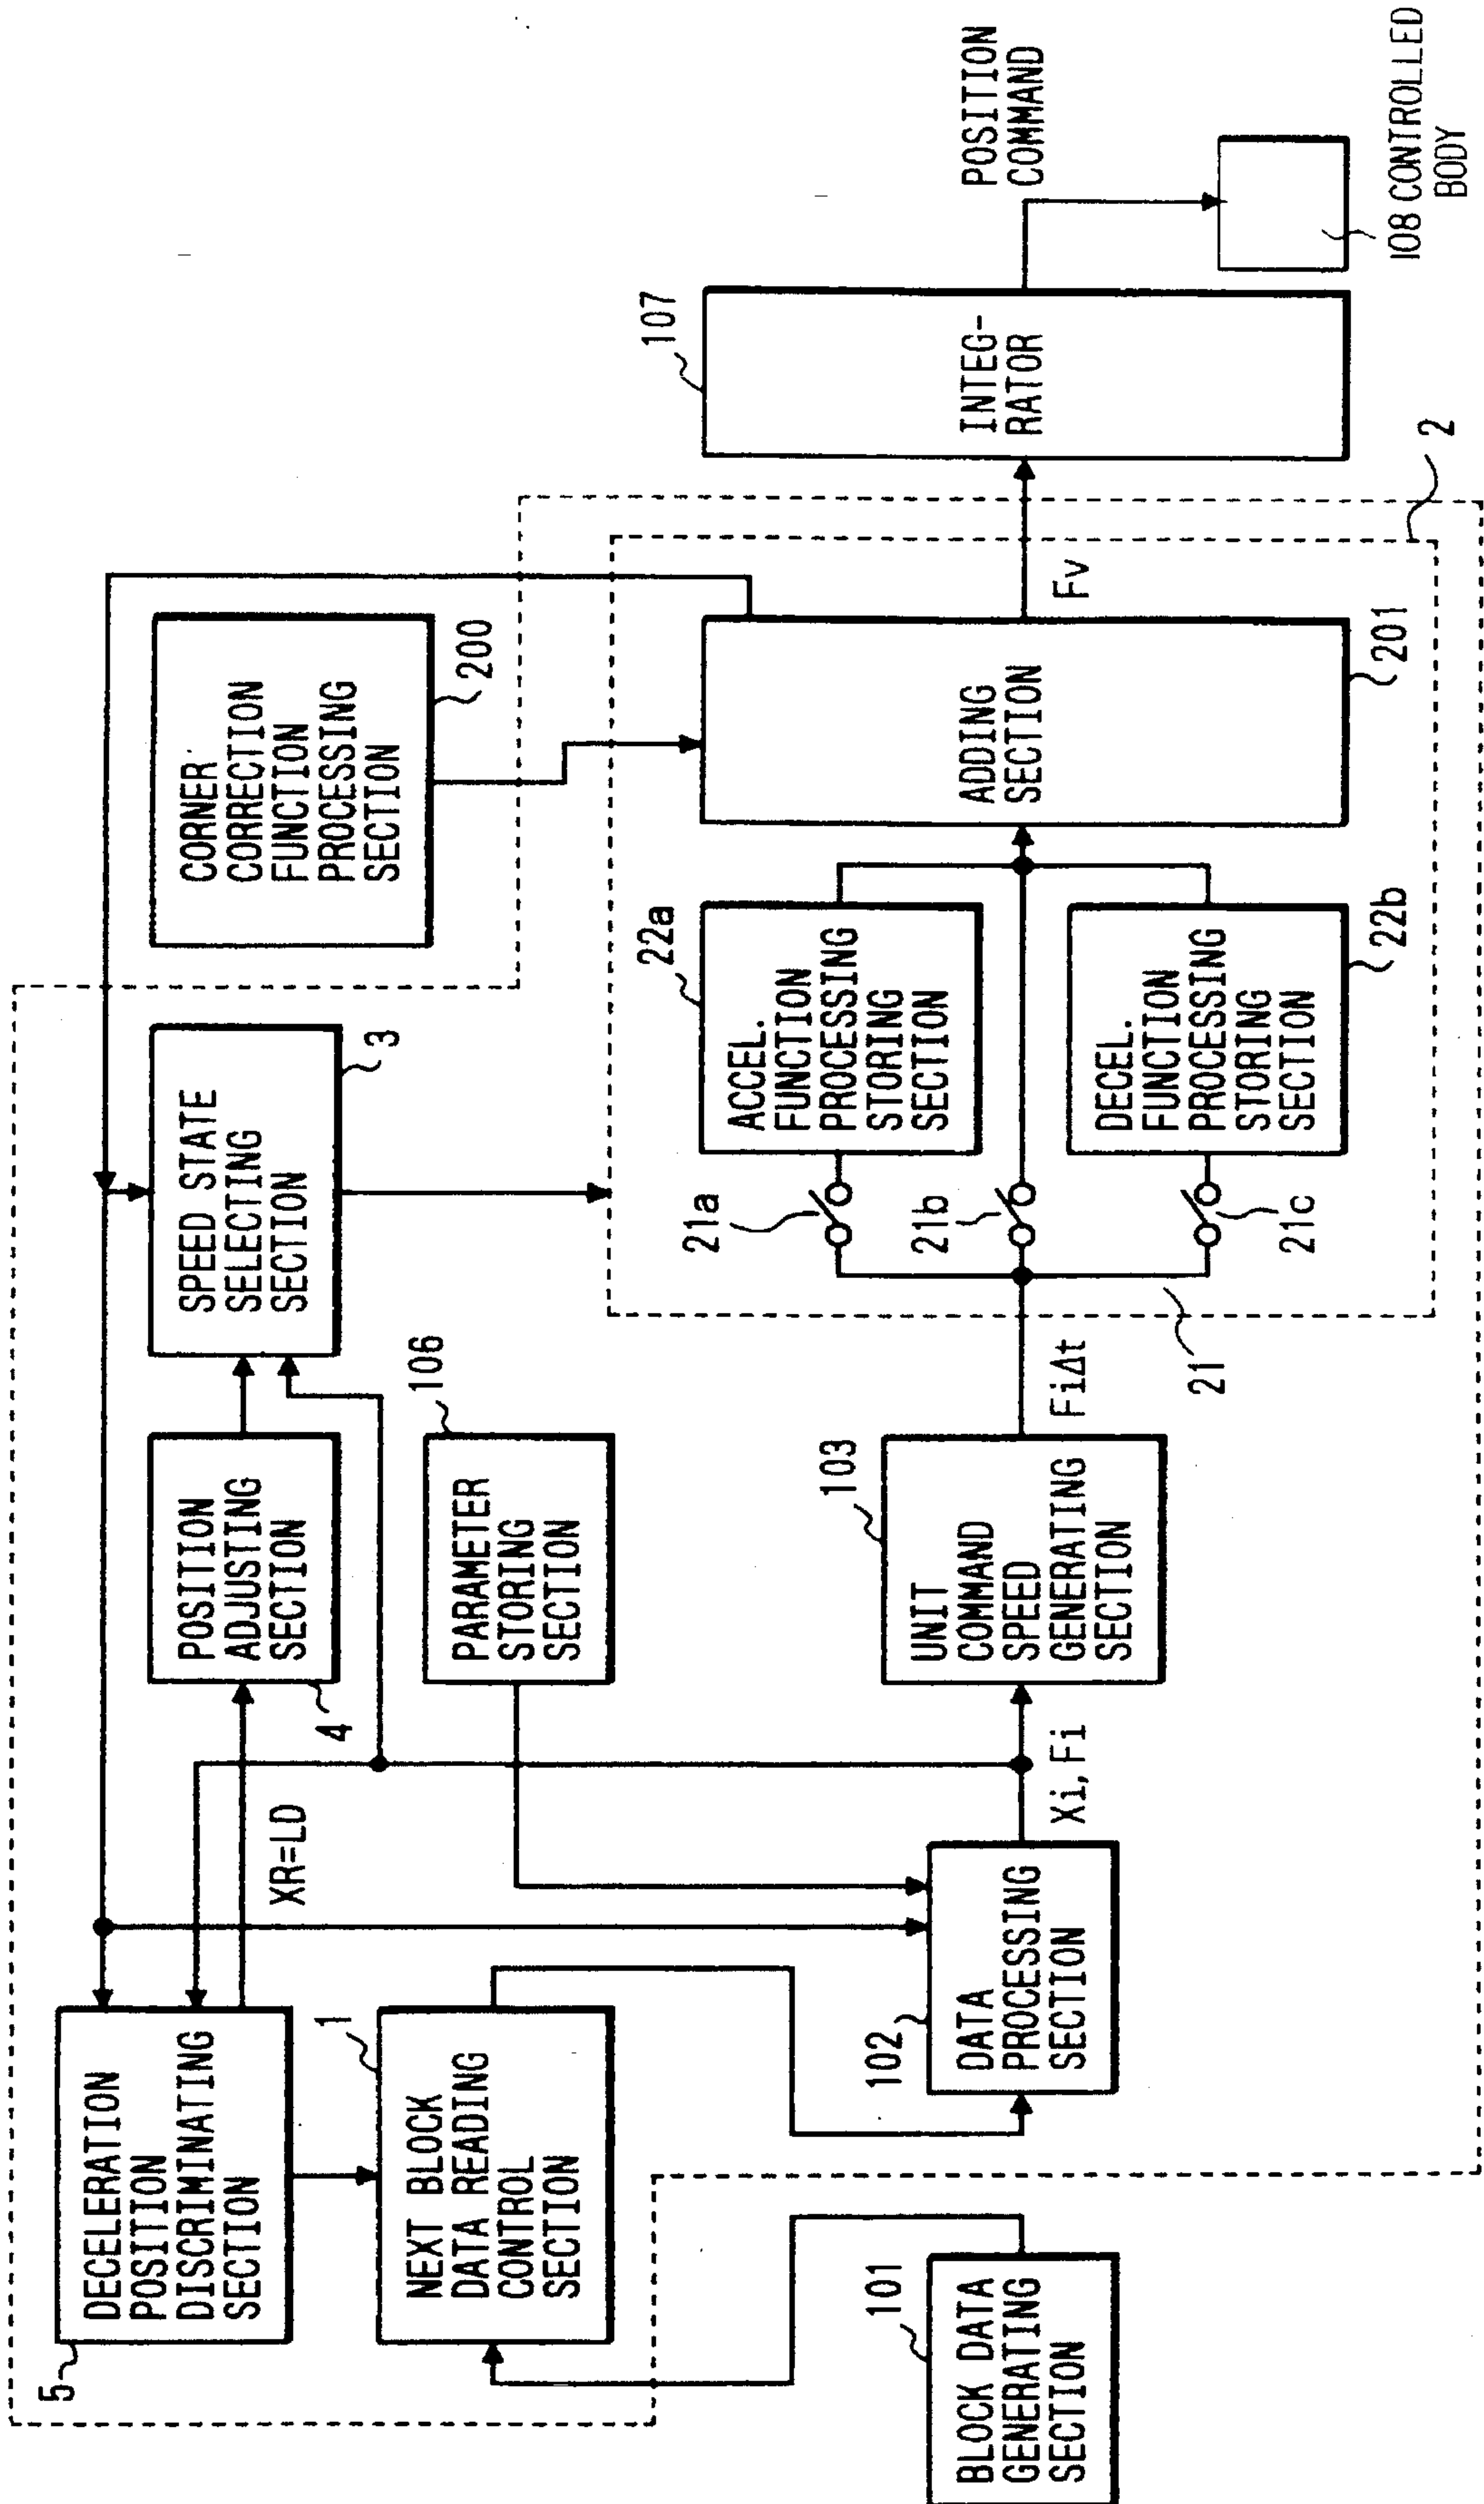 5
DECELERATION
POSITION
DISCRIMINATING
SECTION
XR=LD
4
POSITION
ADJUSTING
SECTION
SPEED STATE
SELECTING
SECTION
3
CORNER
CORRECTION
FUNCTION
PROCESSING
SECTION
200
1
NEXT BLOCK
DATA READING
CONTROL
SECTION
106
PARAMETER
STORING
SECTION
101
BLOCK DATA
GENERATING
SECTION
102
DATA
PROCESSING
SECTION
Xi,Fi
103
UNIT
COMMAND
SPEED
GENERATING
SECTION
FiΔt
21
21a
21b
21c
22a
ACCEL.
FUNCTION
PROCESSING
STORING
SECTION
DECEL.
FUNCTION
PROCESSING
STORING
SECTION
22b
ADDING
SECTION
201
Fv
2
107
INTEG-
RATOR
POSITION
COMMAND
108 CONTROLLED
BODY